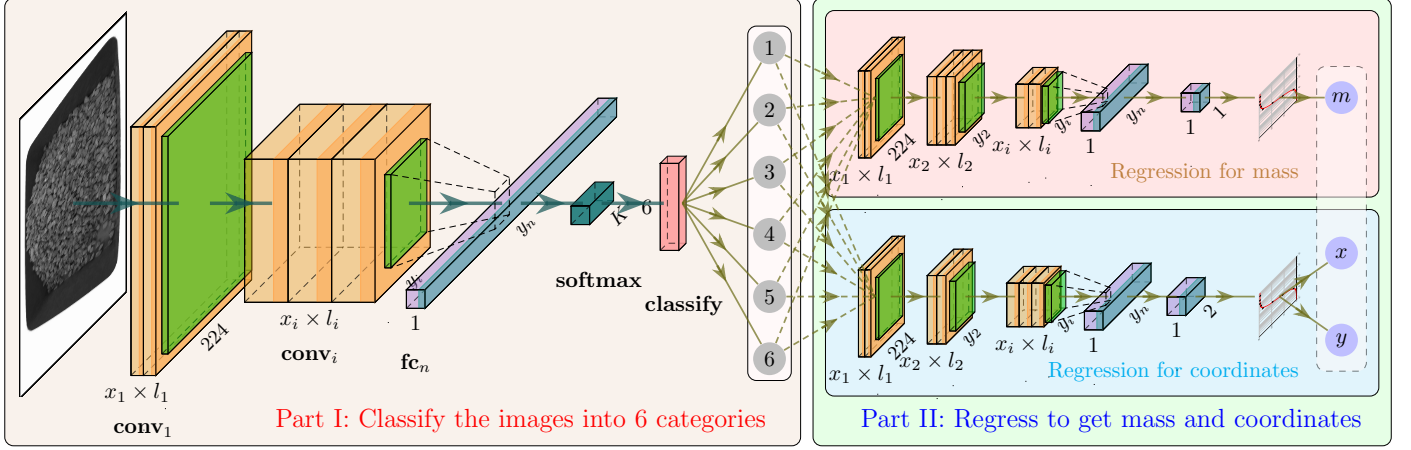 x₁ × l₁
conv₁
224
xᵢ × lᵢ
convᵢ
yᵢ
1
fcₙ
yₙ
K
softmax
6
classify
1
2
3
4
5
6
Part I: Classify the images into 6 categories
x₁ × l₁
224
x₂ × l₂
y₂
xᵢ × lᵢ
yᵢ
1
yₙ
1
1
m
Regression for mass
x₁ × l₁
224
x₂ × l₂
y₂
xᵢ × lᵢ
yᵢ
1
yₙ
1
2
x
y
Regression for coordinates
Part II: Regress to get mass and coordinates